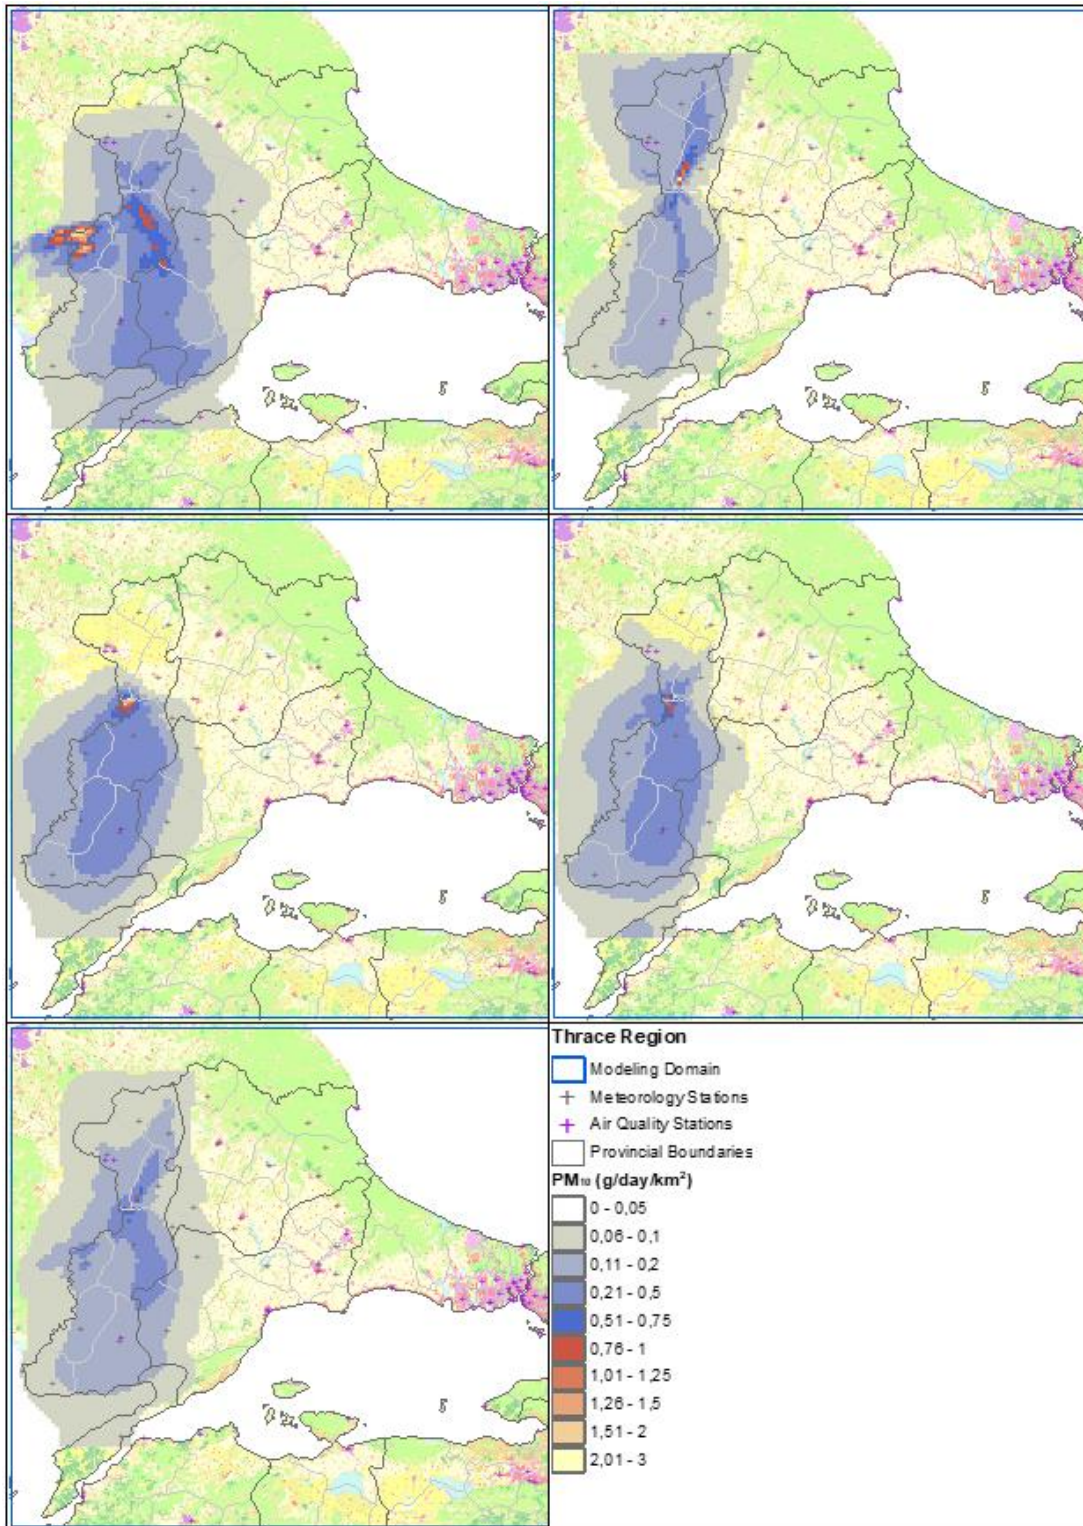 Thrace Region
Modeling Domain
Meteorology Stations
Air Quality Stations
Provincial Boundaries
PM₁₀ (g/day/km²)
0 - 0,05
0,06 - 0,1
0,11 - 0,2
0,21 - 0,5
0,51 - 0,75
0,76 - 1
1,01 - 1,25
1,26 - 1,5
1,51 - 2
2,01 - 3